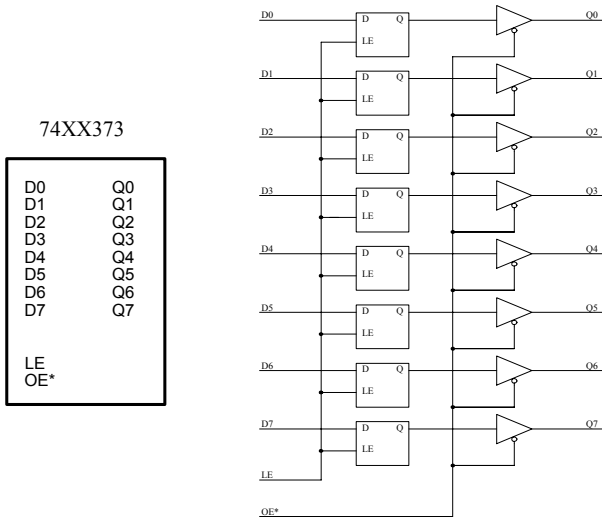 74XX373
D0 Q0
D1 Q1
D2 Q2
D3 Q3
D4 Q4
D5 Q5
D6 Q6
D7 Q7
LE
OE*
D0 D Q Q0
LE
D1 D Q Q1
LE
D2 D Q Q2
LE
D3 D Q Q3
LE
D4 D Q Q4
LE
D5 D Q Q5
LE
D6 D Q Q6
LE
D7 D Q Q7
LE
LE
OE*